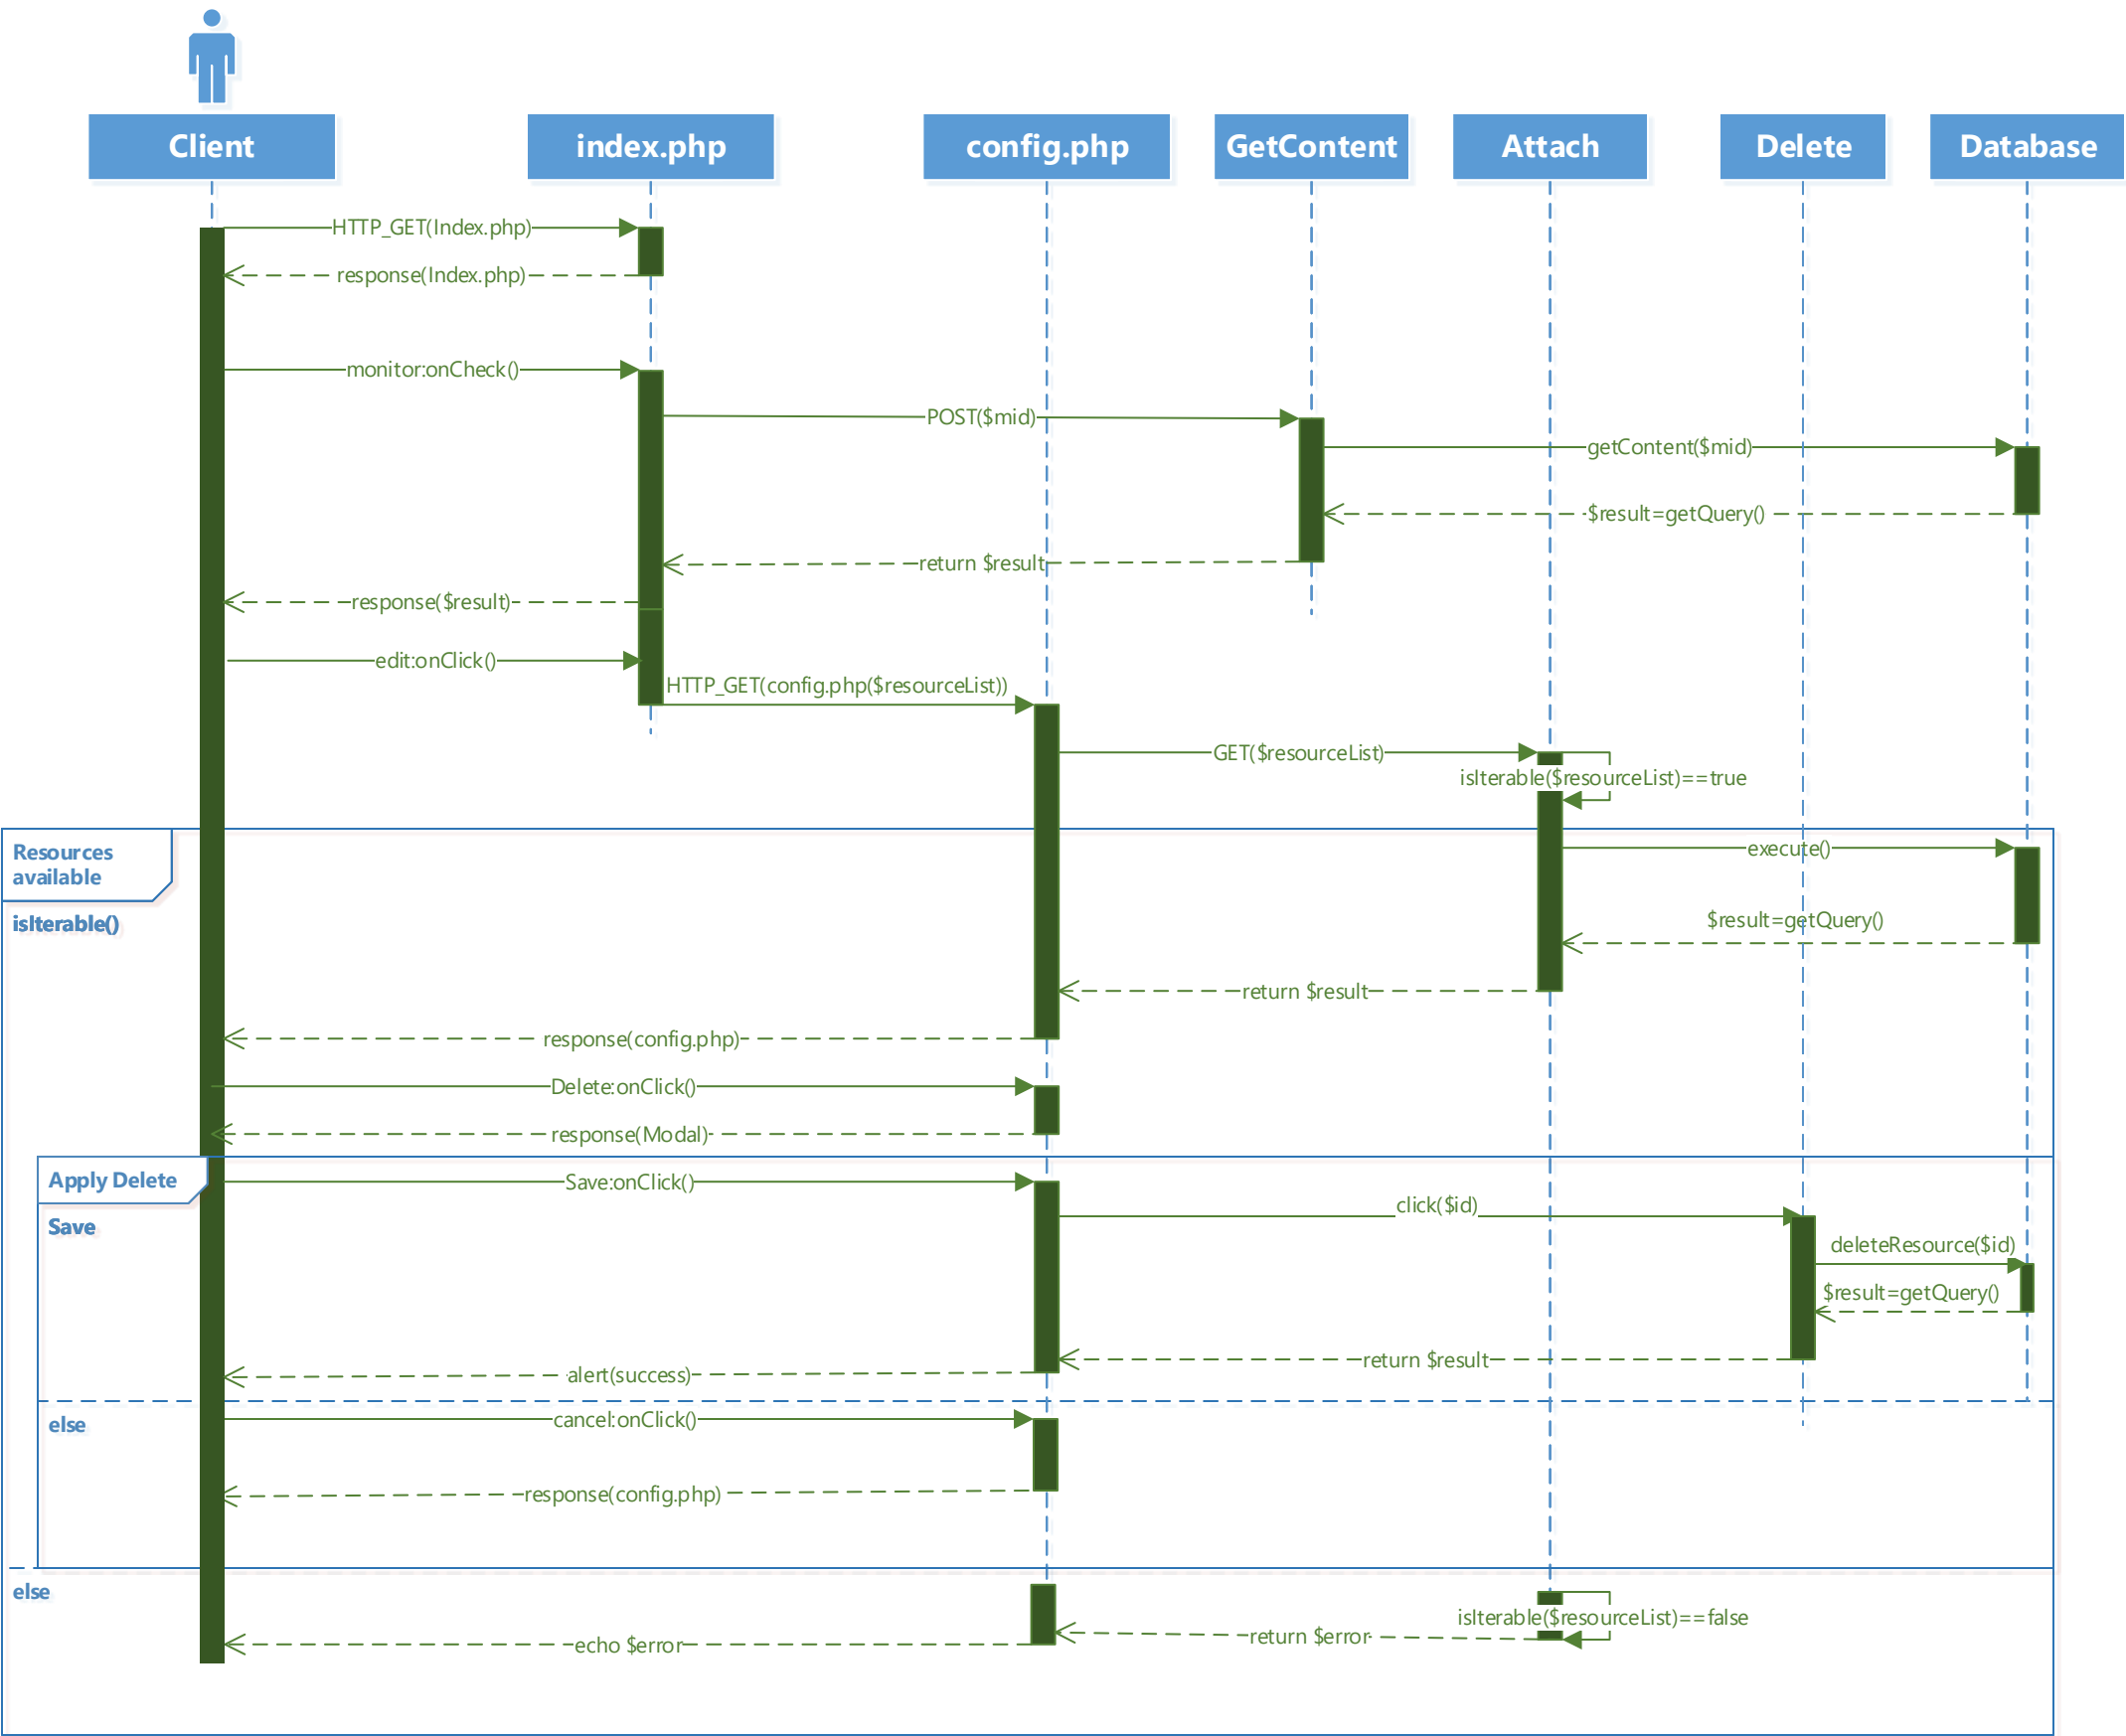 Client
index.php
config.php
GetContent
Attach
Delete
Database
HTTP_GET(Index.php)
response(Index.php)
monitor:onCheck()
POST($mid)
getContent($mid)
$result=getQuery()
return $result
response($result)
edit:onClick()
HTTP_GET(config.php($resourceList))
GET($resourceList)
isIterable($resourceList)==true
Resources
available
execute()
isIterable()
$result=getQuery()
return $result
response(config.php)
Delete:onClick()
response(Modal)
Apply Delete
Save:onClick()
click($id)
Save
deleteResource($id)
$result=getQuery()
return $result
alert(success)
else
cancel:onClick()
response(config.php)
else
isIterable($resourceList)==false
return $error
echo $error